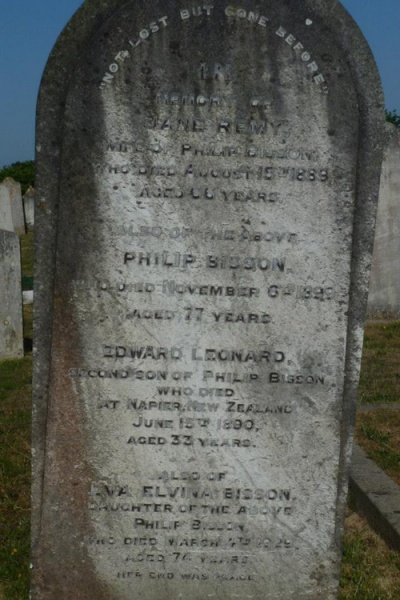 "NOT LOST BUT GONE BEFORE"
IN
MEMORY OF
JANE REMY
WIFE OF PHILIP BISSON
WHO DIED AUGUST 15TH 1889
AGED YEARS.
ALSO OF THE ABOVE
PHILIP BISSON
WHO DIED NOVEMBER 6TH
AGED 77 YEARS.
EDWARD LEONARD,
SECOND SON OF PHILIP BISSON
WHO DIED
AT NAPIER, NEW ZEALAND
JUNE 15TH 1890,
AGED 33 YEARS.
ALSO OF
EVA ELVINA BISSON,
DAUGHTER OF THE ABOVE
PHILIP BISSON,
WHO DIED MARCH
AGED YEARS.
HER END WAS PEACE